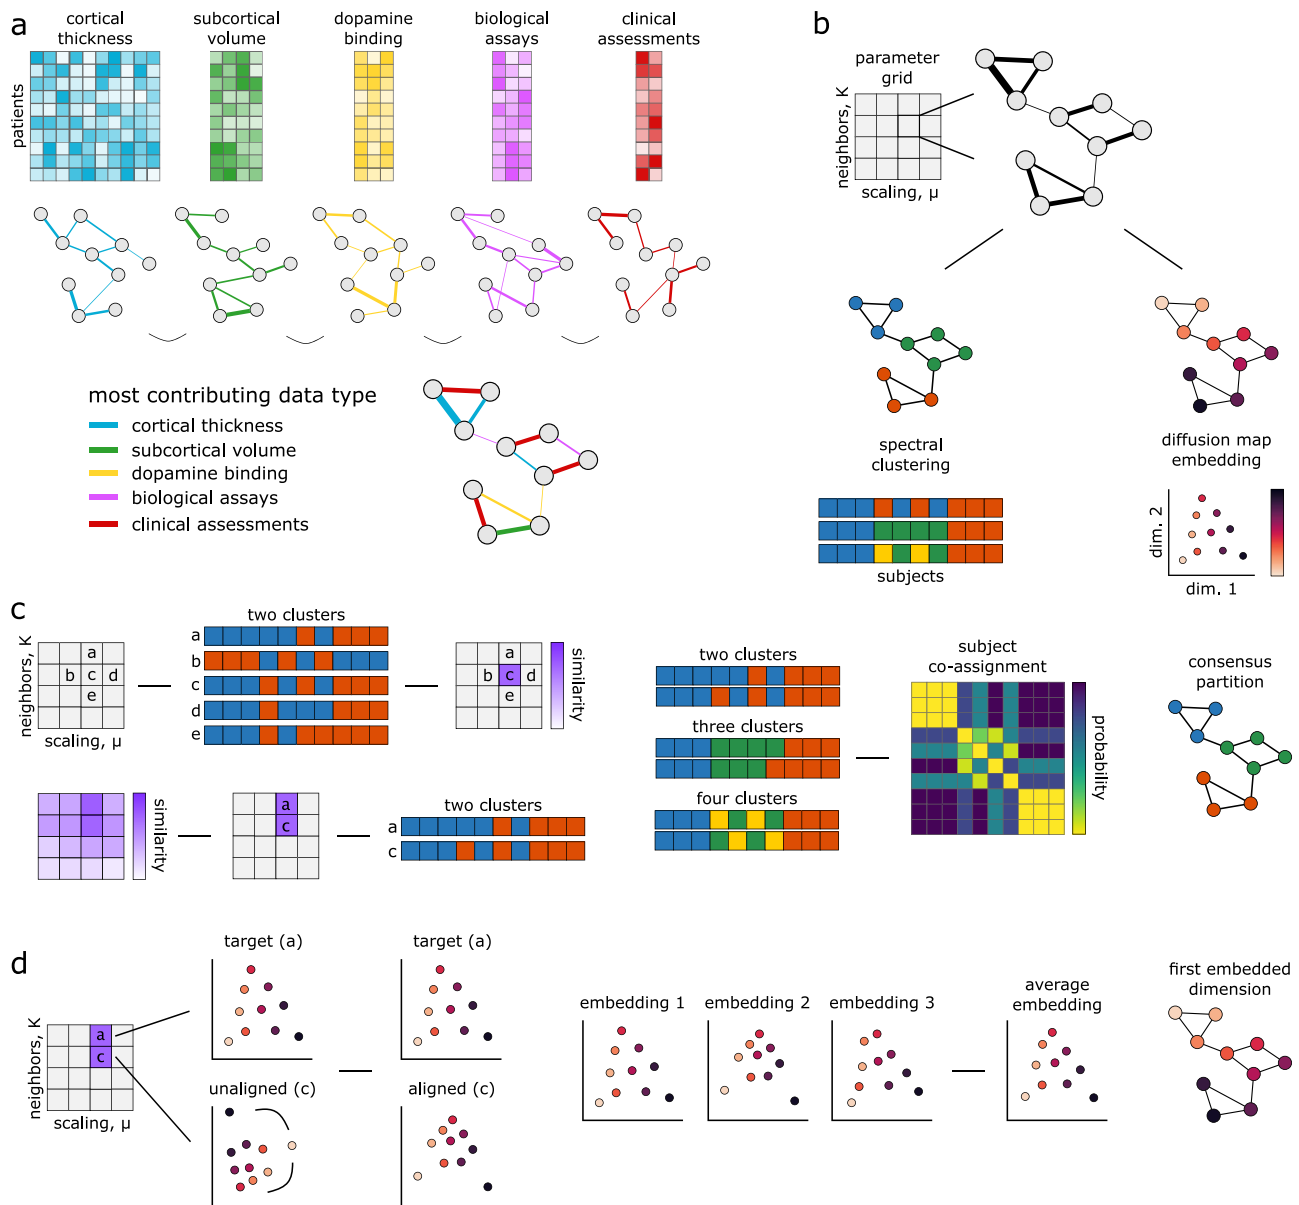 a
cortical
thickness
subcortical
volume
dopamine
binding
biological
assays
clinical
assessments
patients
most contributing data type
cortical thickness
subcortical volume
dopamine binding
biological assays
clinical assessments
b
parameter
grid
neighbors, K
scaling, μ
spectral
clustering
subjects
diffusion map
embedding
dim. 2
dim. 1
c
neighbors, K
a
b c d
e
scaling, μ
two clusters
a
b
c
d
e
a
b c d
e
similarity
similarity
a
c
two clusters
a
c
two clusters
three clusters
four clusters
subject
co-assignment
probability
consensus
partition
d
neighbors, K
a
c
scaling, μ
target (a)
unaligned (c)
target (a)
aligned (c)
embedding 1
embedding 2
embedding 3
average
embedding
first embedded
dimension